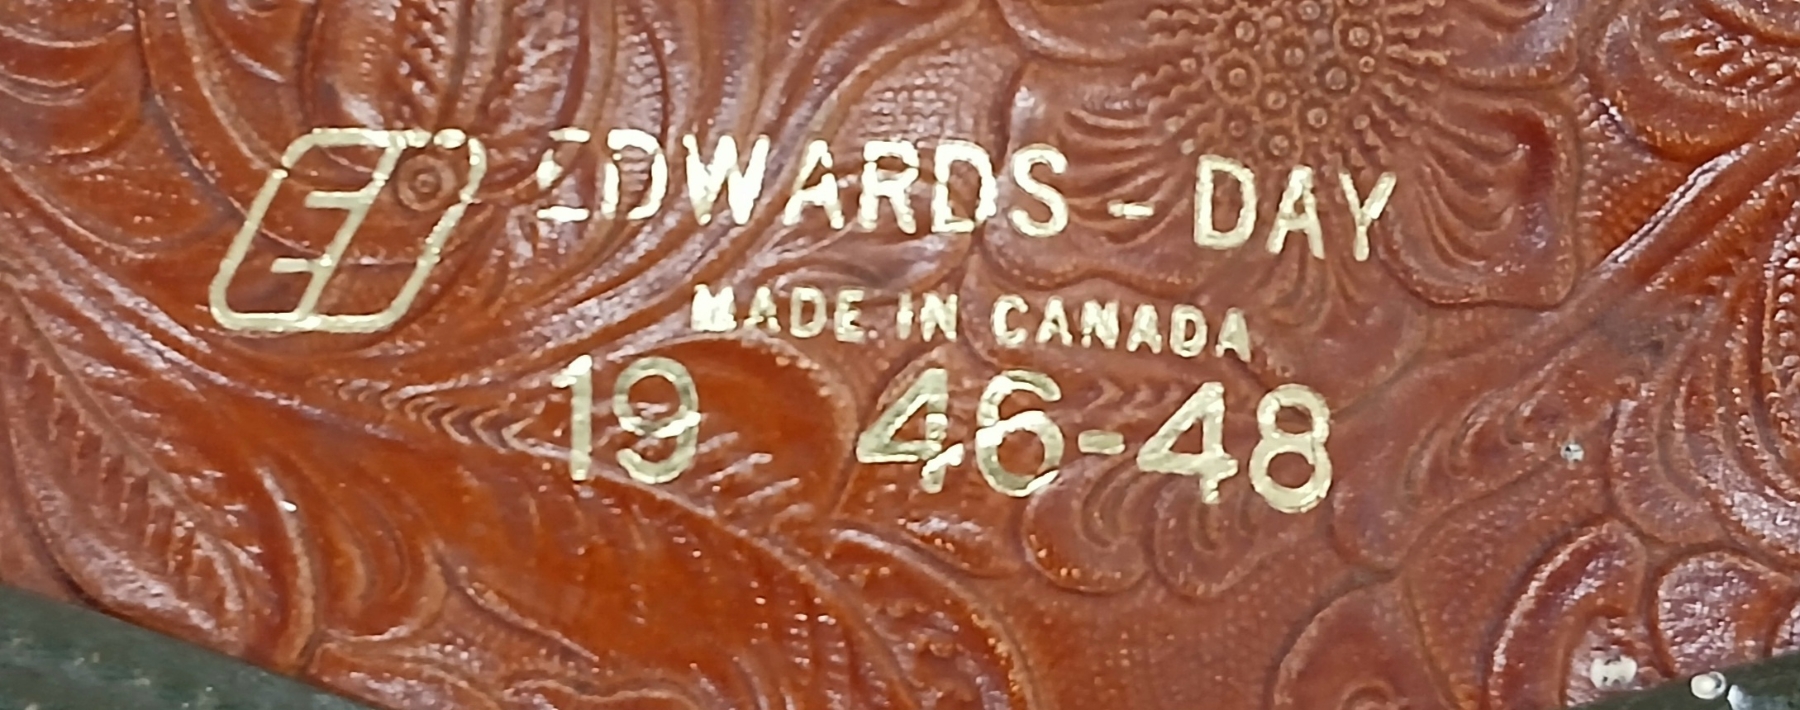 EDWARDS - DAY
MADE IN CANADA
19 46-48